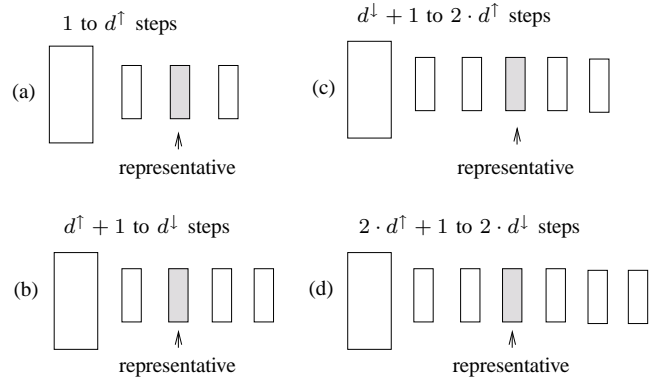 1 to d↑ steps
(a)
representative
d↑ + 1 to d↓ steps
(b)
representative
d↓ + 1 to 2 · d↑ steps
(c)
representative
2 · d↑ + 1 to 2 · d↓ steps
(d)
representative